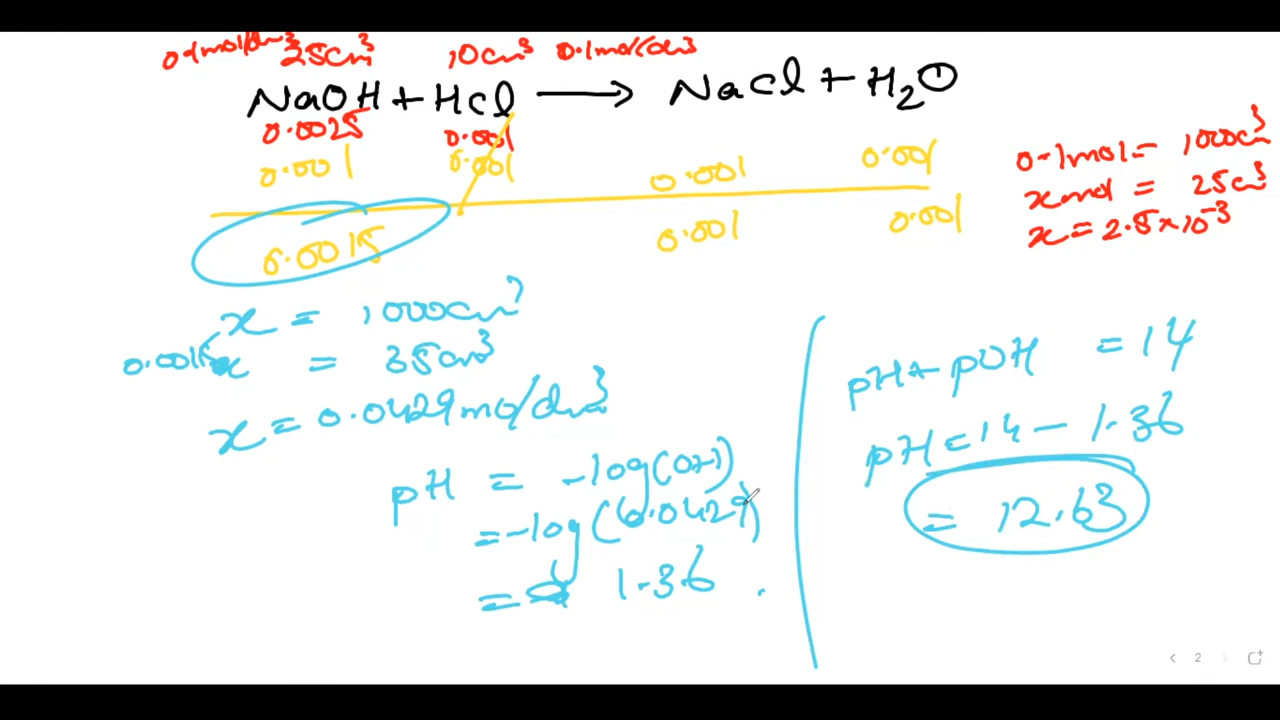 0.1mol/dm³ 25cm³ 10cm³ 0.1mol/dm³
NaOH + HCl → NaCl + H₂O
0.0025 0.001
0.001 0.001 0.001 0.001
0.0015 0.001 0.001
0.1mol = 1000cm³
x mol = 25cm³
x = 2.5×10⁻³
x = 1000cm³
0.0015 = 35cm³
x = 0.0429mol/dm³
pH = -log(OH)
= -log(0.0429)
= 1.36
pH + pOH = 14
pH = 14 - 1.36
= 12.63
2